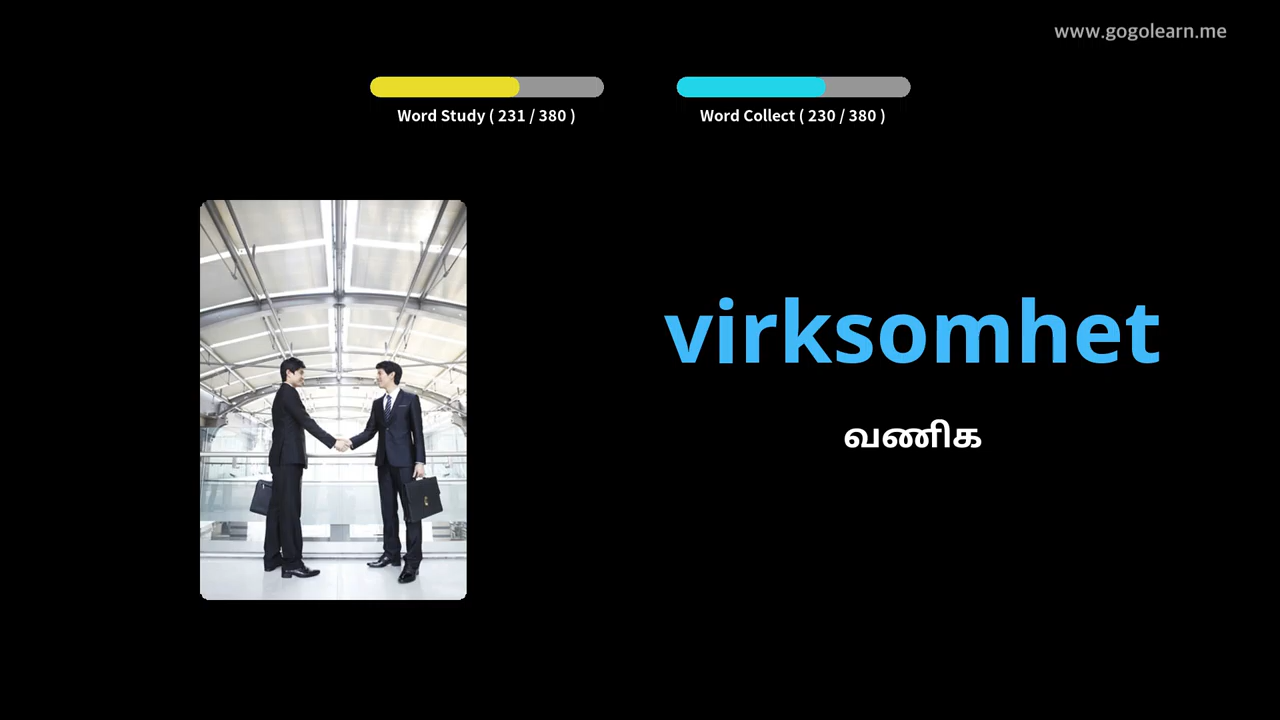 www.gogolearn.me
Word Study ( 231 / 380 )
Word Collect ( 230 / 380 )
virksomhet
வணிக